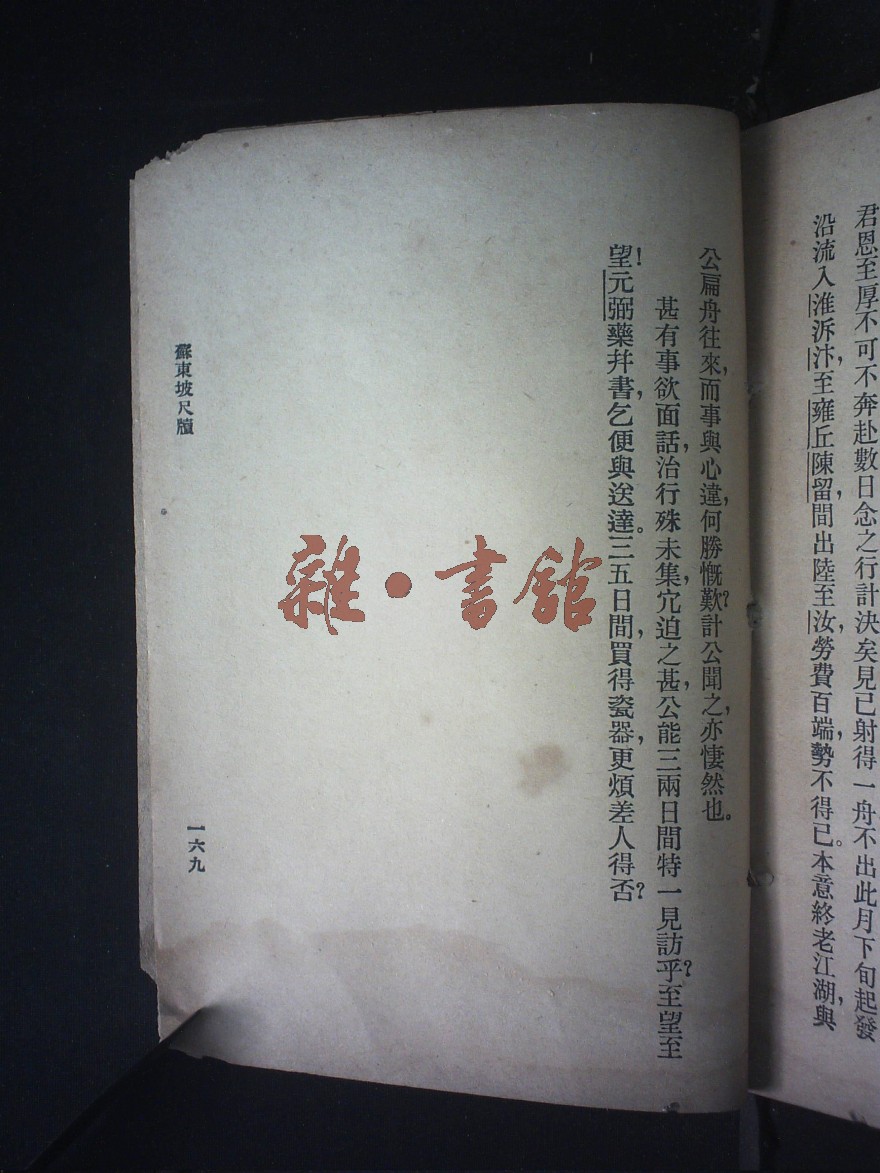 君恩至厚不可不奔赴數日念之行計決矣見已射得一舟不出此月下旬起發
沿流入淮泝汴，至雍丘陳留，間出陸至汝，勞費百端，勢不得已。本意終老江湖，與
公扁舟往來，而事與心違，何勝慨歎？計公聞之，亦悽然也。
甚有事欲面話，治行殊未集，宂迫之甚，公能三兩日間特一見訪乎？至望至
望！元弼藥幷書，乞便與送達。三五日間，買得瓷器，更煩差人得否？
蘇東坡尺牘
一六九
雜·書館